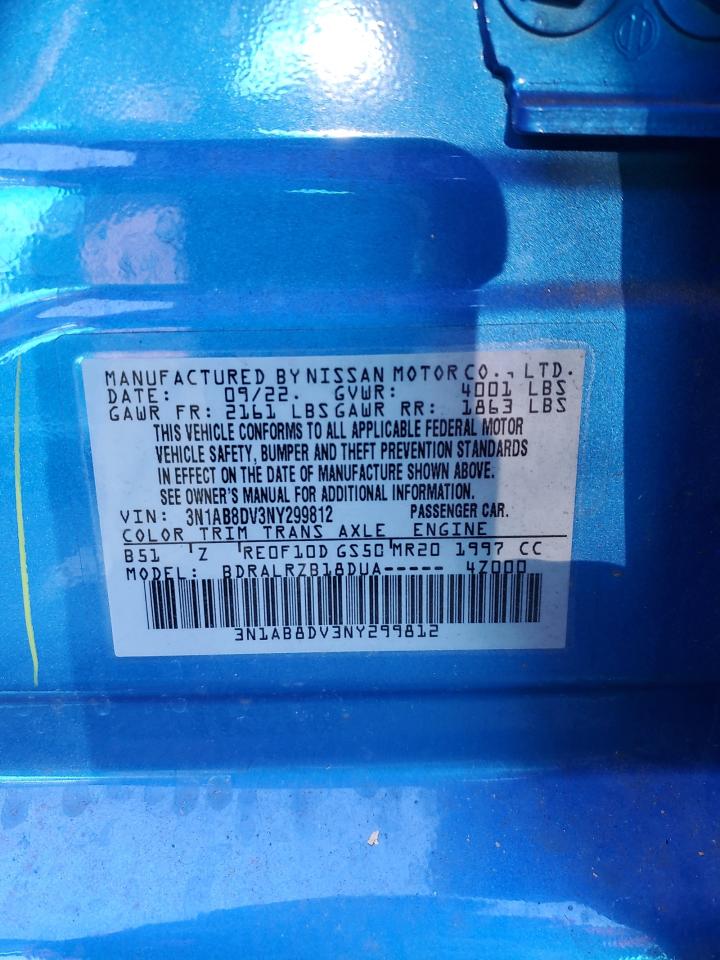 MANUFACTURED BY NISSAN MOTOR CO., LTD.
DATE: 09/22. GVWR: 4001 LBS
GAWR FR: 2161 LBS GAWR RR: 1863 LBS
THIS VEHICLE CONFORMS TO ALL APPLICABLE FEDERAL MOTOR
VEHICLE SAFETY, BUMPER AND THEFT PREVENTION STANDARDS
IN EFFECT ON THE DATE OF MANUFACTURE SHOWN ABOVE.
SEE OWNER'S MANUAL FOR ADDITIONAL INFORMATION.
VIN: 3N1AB8DV3NY299812 PASSENGER CAR.
COLOR TRIM TRANS AXLE ENGINE
B51 Z RE0F10D GS50 MR20 1997 CC
MODEL: BDRALRZB18DUA----- 4Z000
3N1AB8DV3NY299812